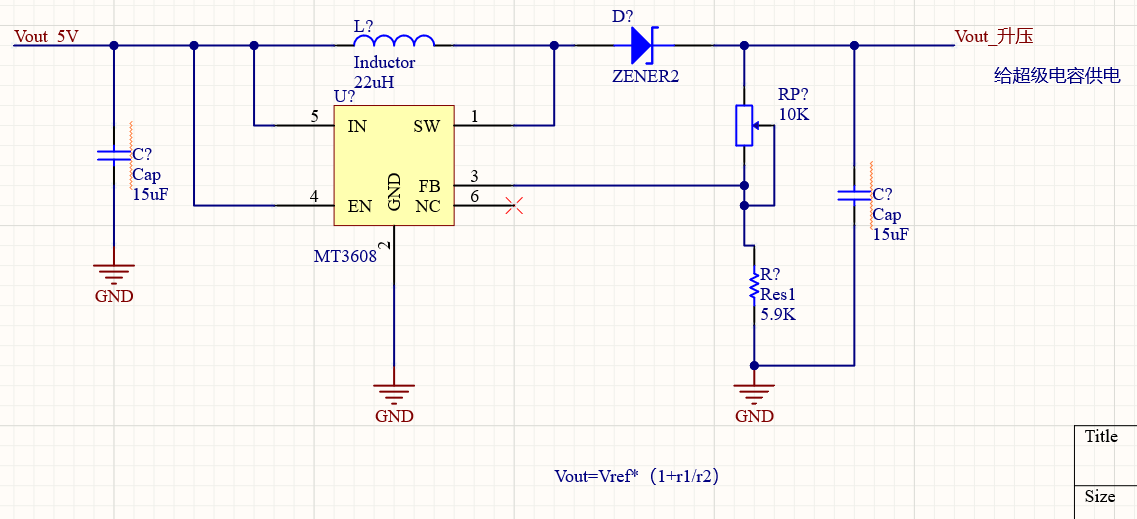 Vout 5V
L?
Inductor
22uH
D?
ZENER2
Vout_升压
给超级电容供电
RP?
10K
U?
5
IN
SW
1
C?
Cap
15uF
GND
FB
3
NC
6
4
EN
GND
2
MT3608
C?
Cap
15uF
R?
Res1
5.9K
GND
GND
Vout=Vref*（1+r1/r2）
Title
Size